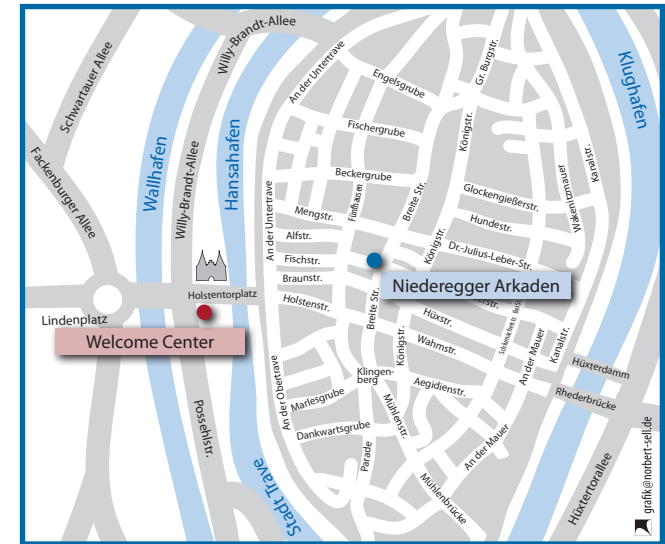 Willy-Brandt-Allee
Schwartauer Allee
An der Untertrave
Engelsgrube
Gr. Burgstr.
Klughafen
Fackenburger Allee
Wallhafen
Willy-Brandt-Allee
Hansahafen
Fischergrube
Königstr.
Kanalstr.
Wakenitzmauer
Beckergrube
Fünfhausen
Breite Str.
Glockengießerstr.
An der Untertrave
Mengstr.
Hundestr.
Alfstr.
Königstr.
Dr.-Julius-Leber-Str.
Fischstr.
Braunstr.
Niederegger Arkaden
Holstentorplatz
Holstenstr.
Breite Str.
Hüxstr.
Lindenplatz
Welcome Center
Wahmstr.
Königstr.
An der Mauer
Kanalstr.
Hüxterdamm
Klingen-
berg
Aegidienstr.
Rhederbrücke
An der Obertrave
Marlesgrube
Mühlenstr.
Possehlstr.
Dankwartsgrube
Parade
An der Mauer
Stadt Trave
Mühlenbrücke
Hüxtertorallee
grafik@norbert-sell.de